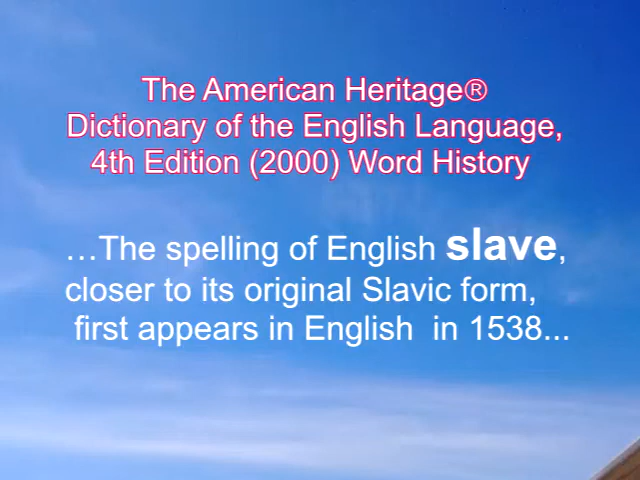 The American Heritage®
Dictionary of the English Language,
4th Edition (2000) Word History
…The spelling of English slave,
closer to its original Slavic form,
first appears in English in 1538...